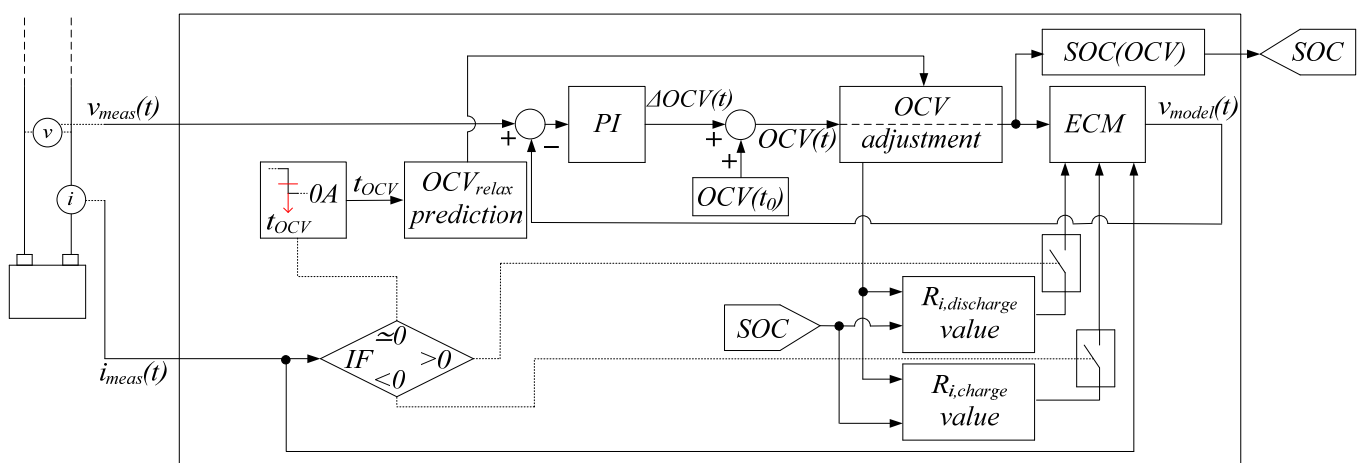 SOC(OCV)
SOC
v_meas(t)
v
PI
ΔOCV(t)
OCV(t)
OCV
adjustment
ECM
v_model(t)
+
−
+
+
OCV(t_0)
i
0A
t_OCV
t_OCV
OCV_relax
prediction
SOC
R_i,discharge
value
≃0
IF
>0
<0
i_meas(t)
R_i,charge
value